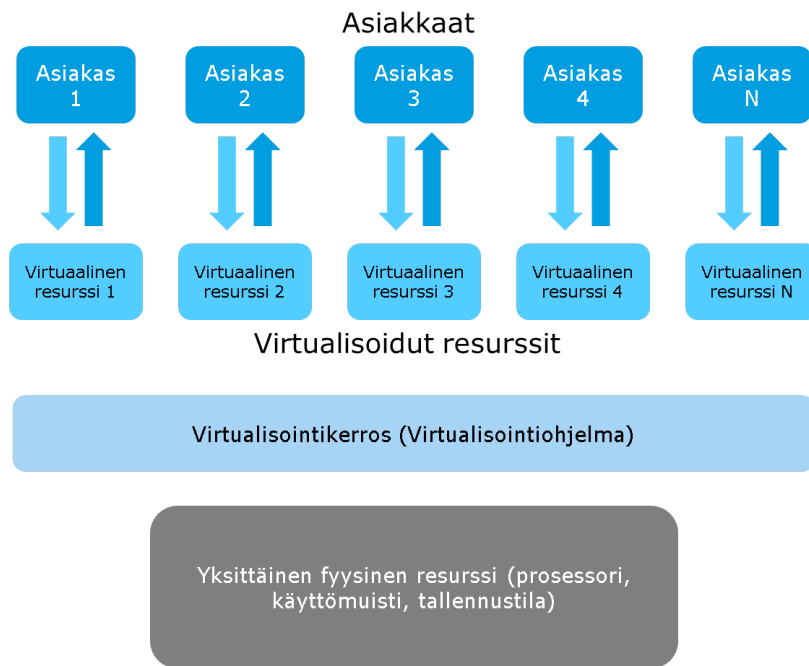 Asiakkaat
Asiakas
1
Asiakas
2
Asiakas
3
Asiakas
4
Asiakas
N
Virtuaalinen
resurssi 1
Virtuaalinen
resurssi 2
Virtuaalinen
resurssi 3
Virtuaalinen
resurssi 4
Virtuaalinen
resurssi N
Virtualisoidut resurssit
Virtualisointikerros (Virtualisointiohjelma)
Yksittäinen fyysinen resurssi (prosessori,
käyttömuisti, tallennustila)